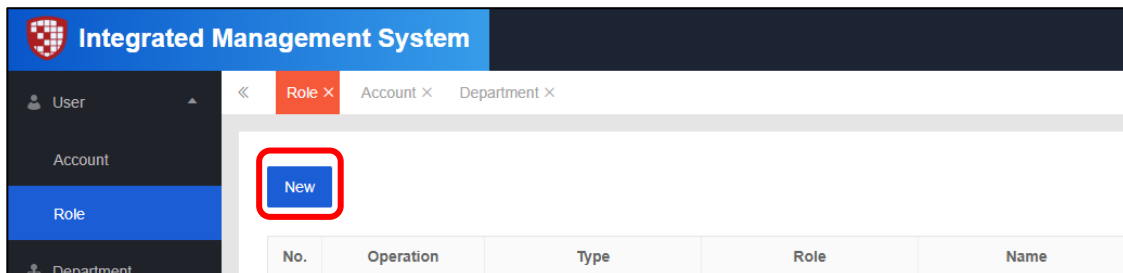 Integrated Management System
User
Role Account Department
Account
New
Role
No. Operation Type Role Name
Department